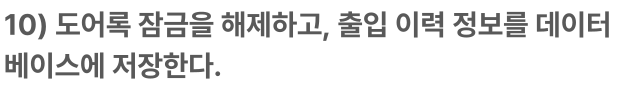 10) 도어록 잠금을 해제하고, 출입 이력 정보를 데이터
베이스에 저장한다.